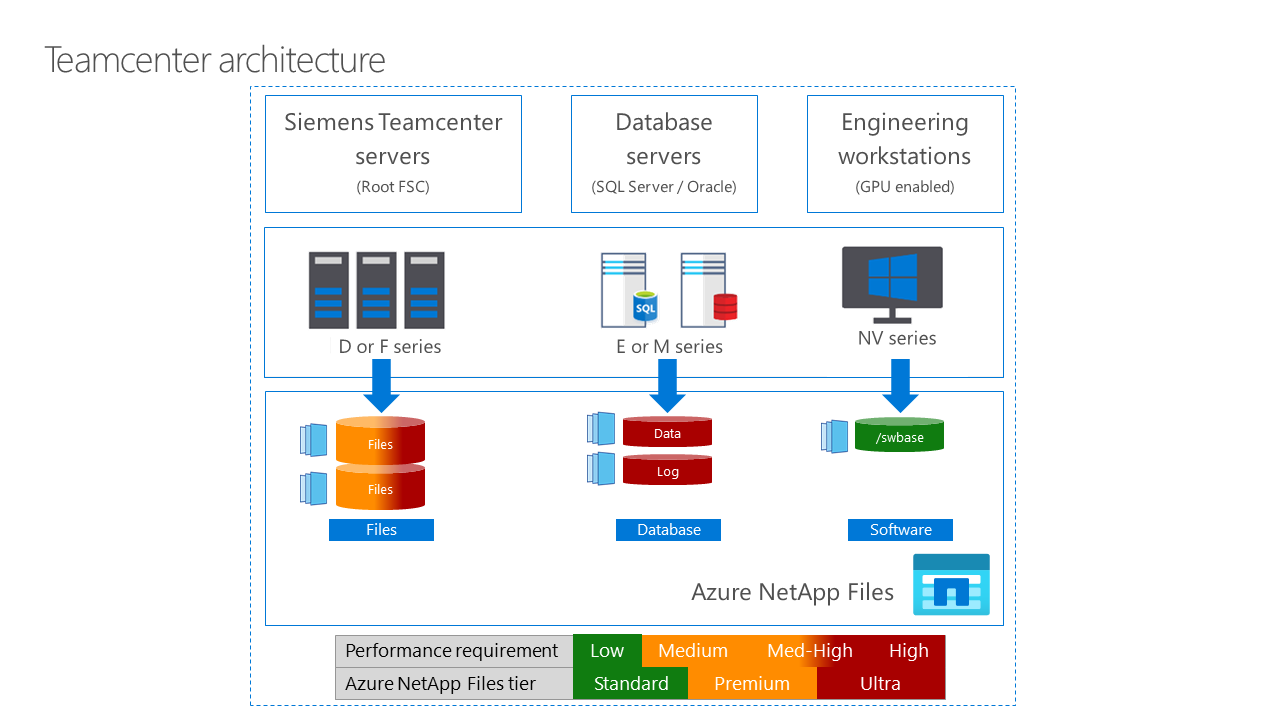 Teamcenter architecture
Siemens Teamcenter
servers
(Root FSC)
Database
servers
(SQL Server / Oracle)
Engineering
workstations
(GPU enabled)
SQL
D or F series
E or M series
NV series
Files
Files
Files
Data
Log
Database
/swbase
Software
Azure NetApp Files
Performance requirement Low Medium Med-High High
Azure NetApp Files tier Standard Premium Ultra